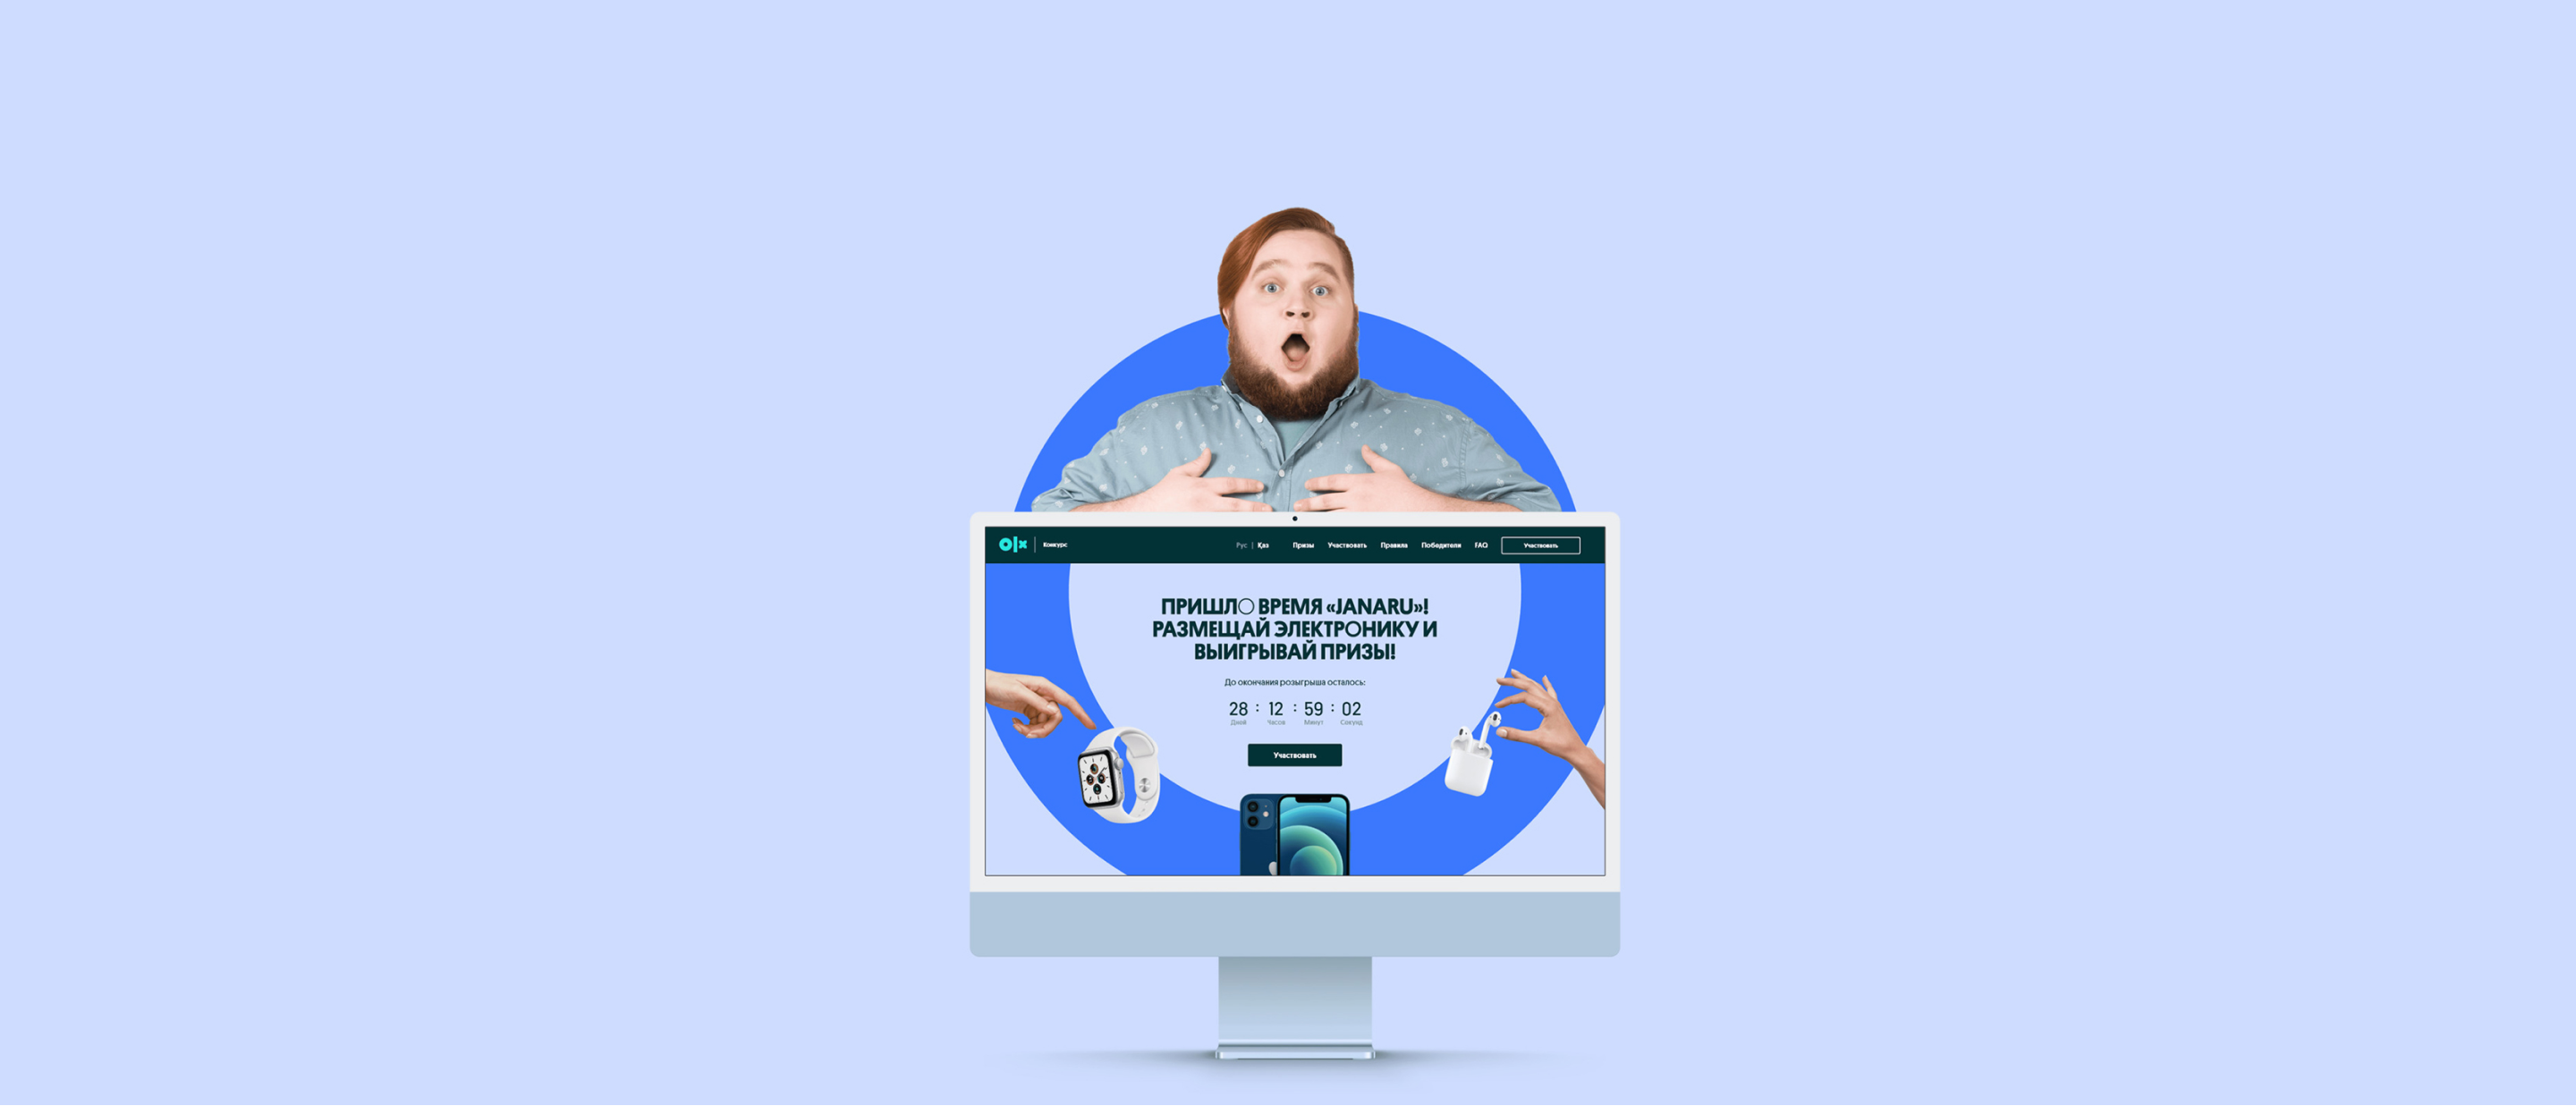 olx | Конкурс
Рус | Қаз Призы Участвовать Правила Победители FAQ Участвовать
ПРИШЛО ВРЕМЯ «JANARU»!
РАЗМЕЩАЙ ЭЛЕКТРОНИКУ И
ВЫИГРЫВАЙ ПРИЗЫ!
До окончания розыгрыша осталось:
28 : 12 : 59 : 02
Дней Часов Минут Секунд
Участвовать